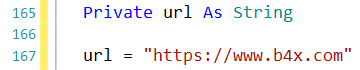 165 Private url As String
166
167 url = "https://www.b4x.com"